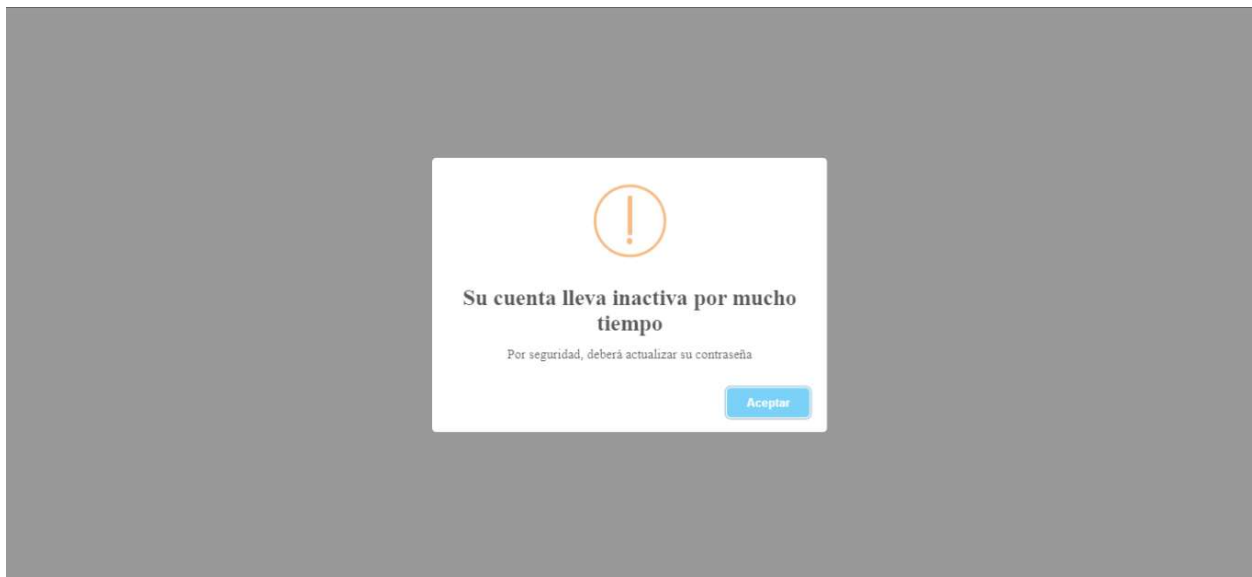 Su cuenta lleva inactiva por mucho
tiempo
Por seguridad, deberá actualizar su contraseña
Aceptar